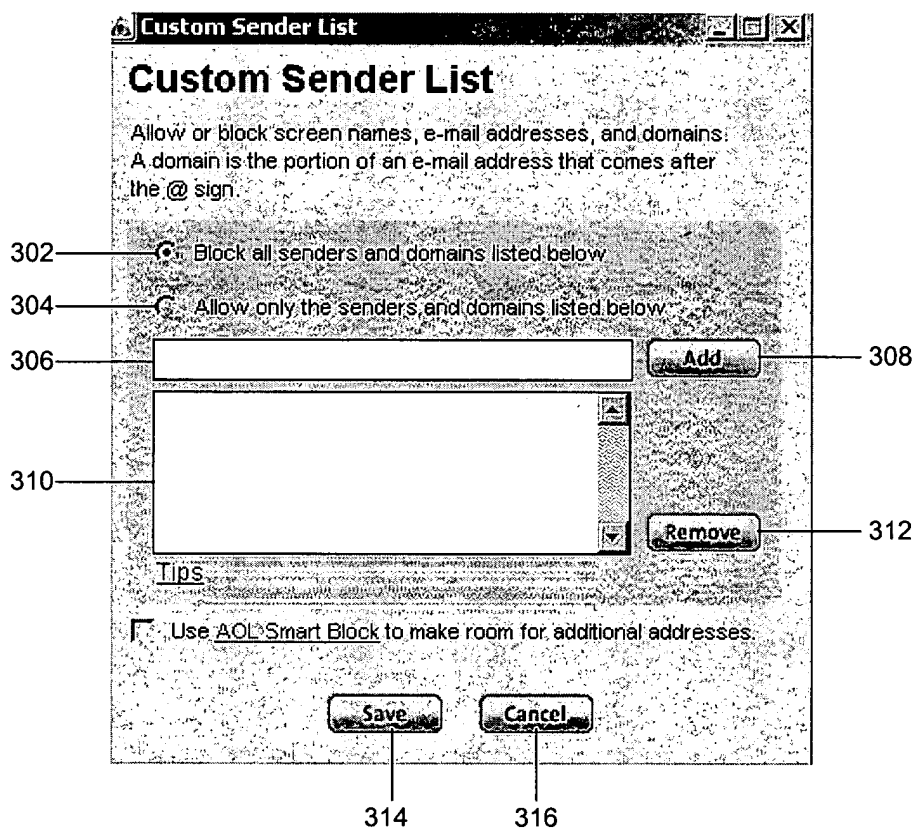 Custom Sender List
Custom Sender List
Allow or block screen names, e-mail addresses, and domains.
A domain is the portion of an e-mail address that comes after
the @ sign.
302 Block all senders and domains listed below
304 Allow only the senders and domains listed below
306 Add 308
310
Remove 312
Tips
Use AOL Smart Block to make room for additional addresses.
Save Cancel
314 316